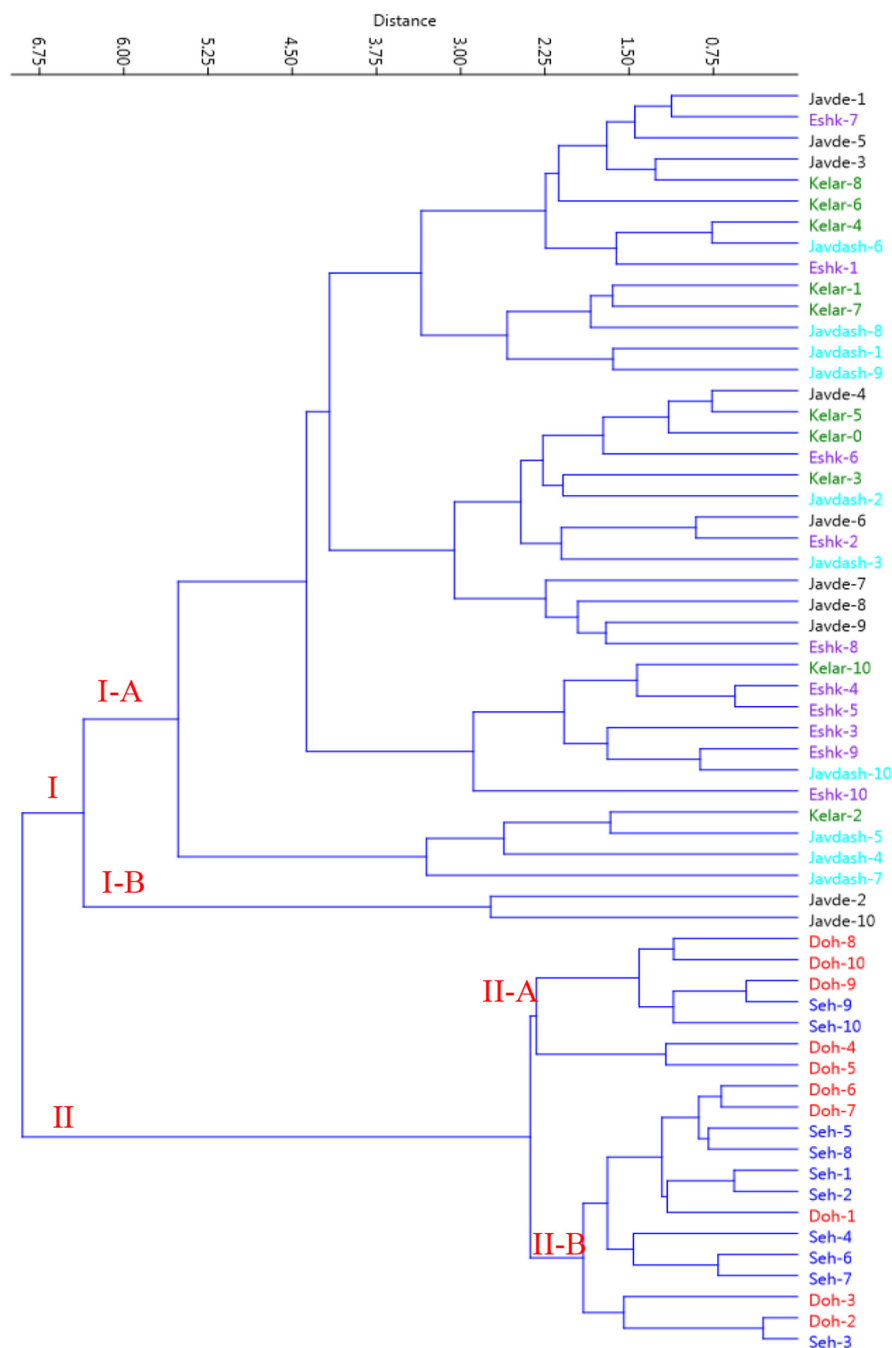 Distance
6.75 6.00 5.25 4.50 3.75 3.00 2.25 1.50 0.75
Javde-1
Eshk-7
Javde-5
Javde-3
Kelar-8
Kelar-6
Kelar-4
Javdash-6
Eshk-1
Kelar-1
Kelar-7
Javdash-8
Javdash-1
Javdash-9
Javde-4
Kelar-5
Kelar-0
Eshk-6
Kelar-3
Javdash-2
Javde-6
Eshk-2
Javdash-3
Javde-7
Javde-8
Javde-9
Eshk-8
Kelar-10
I-A
Eshk-4
Eshk-5
Eshk-3
Eshk-9
Javdash-10
I
Eshk-10
Kelar-2
Javdash-5
Javdash-4
I-B
Javdash-7
Javde-2
Javde-10
Doh-8
Doh-10
II-A
Doh-9
Seh-9
Seh-10
Doh-4
Doh-5
Doh-6
Doh-7
II
Seh-5
Seh-8
Seh-1
Seh-2
Doh-1
Seh-4
II-B
Seh-6
Seh-7
Doh-3
Doh-2
Seh-3